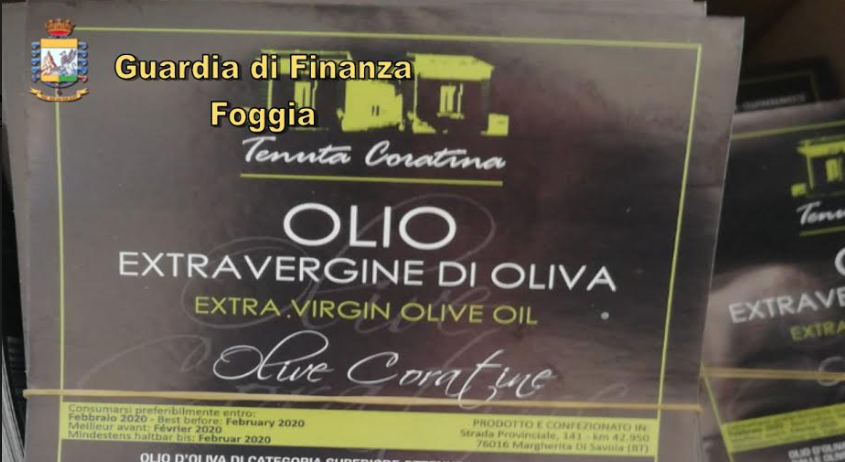 Guardia di Finanza
Foggia
Tenuta Coratina
OLIO
EXTRAVERGINE DI OLIVA
EXTRA VIRGIN OLIVE OIL
Olive Coratine
Consumarsi preferibilmente entro:
Febbraio 2020 - Best before: February 2020
Meilleur avant: Février 2020
Mindestens haltbar bis: Februar 2020
PRODOTTO E CONFEZIONATO IN:
Strada Provinciale, 141 - km 42.950
76016 Margherita Di Savoia (BT)
OLIO D'OLIVA DI CATEGORIA SUPERIORE
Tenu
O
EXTRAVE
EXTRA